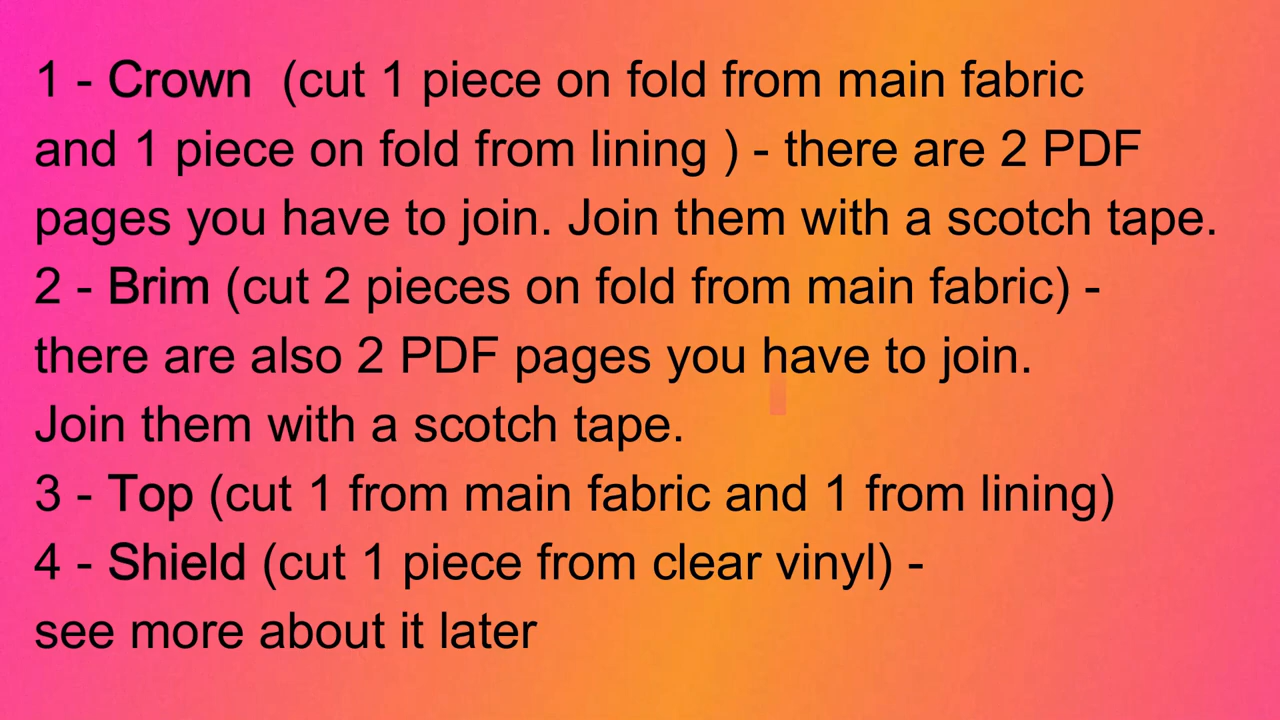 1 - Crown  (cut 1 piece on fold from main fabric
and 1 piece on fold from lining ) - there are 2 PDF
pages you have to join. Join them with a scotch tape.
2 - Brim (cut 2 pieces on fold from main fabric) -
there are also 2 PDF pages you have to join.
Join them with a scotch tape.
3 - Top (cut 1 from main fabric and 1 from lining)
4 - Shield (cut 1 piece from clear vinyl) -
see more about it later